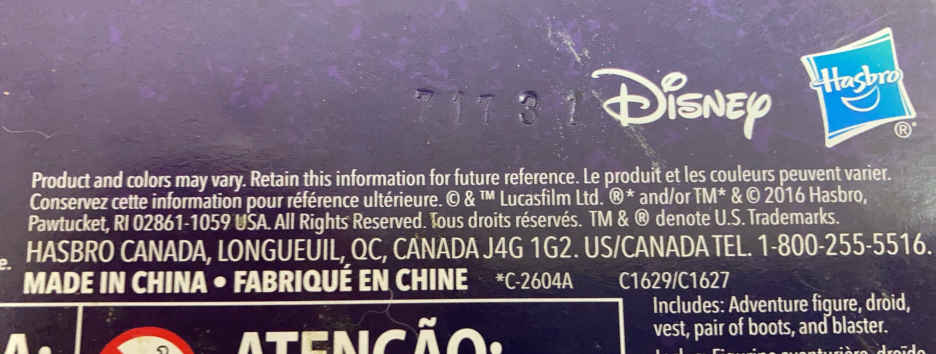 71731
Disney
Hasbro
®*
Product and colors may vary. Retain this information for future reference. Le produit et les couleurs peuvent varier.
Conservez cette information pour référence ultérieure. © & ™ Lucasfilm Ltd. ®* and/or TM* & © 2016 Hasbro,
Pawtucket, RI 02861-1059 USA. All Rights Reserved. Tous droits réservés. TM & ® denote U.S. Trademarks.
e. HASBRO CANADA, LONGUEUIL, QC, CANADA J4G 1G2. US/CANADA TEL. 1-800-255-5516.
MADE IN CHINA • FABRIQUÉ EN CHINE *C-2604A C1629/C1627
Includes: Adventure figure, droid,
vest, pair of boots, and blaster.
A: ATENÇÃO: